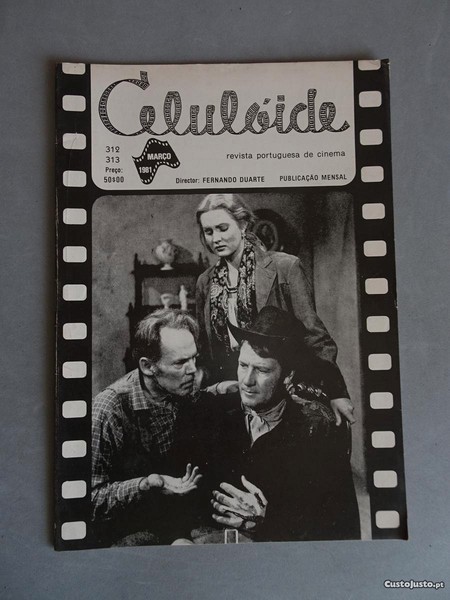 Celulóide
312
313
MARÇO
1981
revista portuguesa de cinema
Preço:
50$00
Director: FERNANDO DUARTE
PUBLICAÇÃO MENSAL
CustoJusto.pt